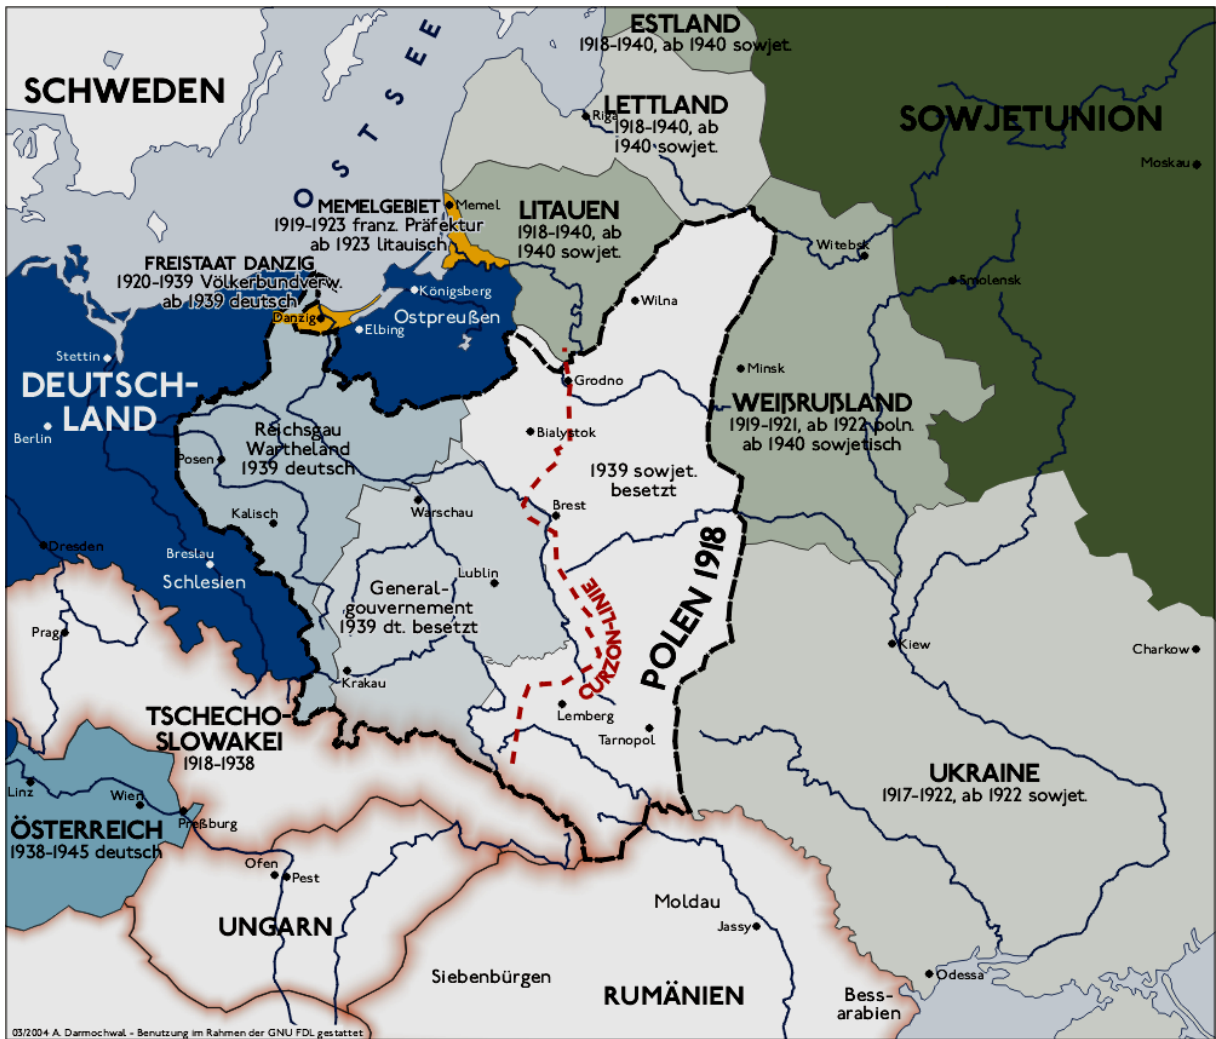 ESTLAND
1918-1940, ab 1940 sowjet.
OSTSEE
SCHWEDEN
LETTLAND
1918-1940, ab
1940 sowjet.
Riga
SOWJETUNION
Moskau
MEMELGEBIET
1919-1923 franz. Präfektur
ab 1923 litauisch
Memel
LITAUEN
1918-1940, ab
1940 sowjet.
Witebsk
FREISTAAT DANZIG
1920-1939 Völkerbundverw.
ab 1939 deutsch
Danzig
Königsberg
Ostpreußen
Elbing
Wilna
Smolensk
Stettin
DEUTSCH-
LAND
Berlin
Grodno
Minsk
WEIßRUßLAND
1919-1921, ab 1922 poln.
ab 1940 sowjetisch
Reichsgau
Wartheland
1939 deutsch
Posen
Bialystok
1939 sowjet.
besetzt
Kalisch
Warschau
Brest
Dresden
Breslau
Schlesien
Lublin
General-
gouvernement
1939 dt. besetzt
CURZON-LINIE
POLEN 1918
Prag
Kiew
Charkow
Krakau
Lemberg
Tarnopol
TSCHECHO-
SLOWAKEI
1918-1938
UKRAINE
1917-1922, ab 1922 sowjet.
Linz
Wien
Preßburg
ÖSTERREICH
1938-1945 deutsch
Ofen
Pest
UNGARN
Moldau
Jassy
Siebenbürgen
RUMÄNIEN
Odessa
Bess-
arabien
03/2004 A. Darmochwal - Benutzung im Rahmen der GNU FDL gestattet